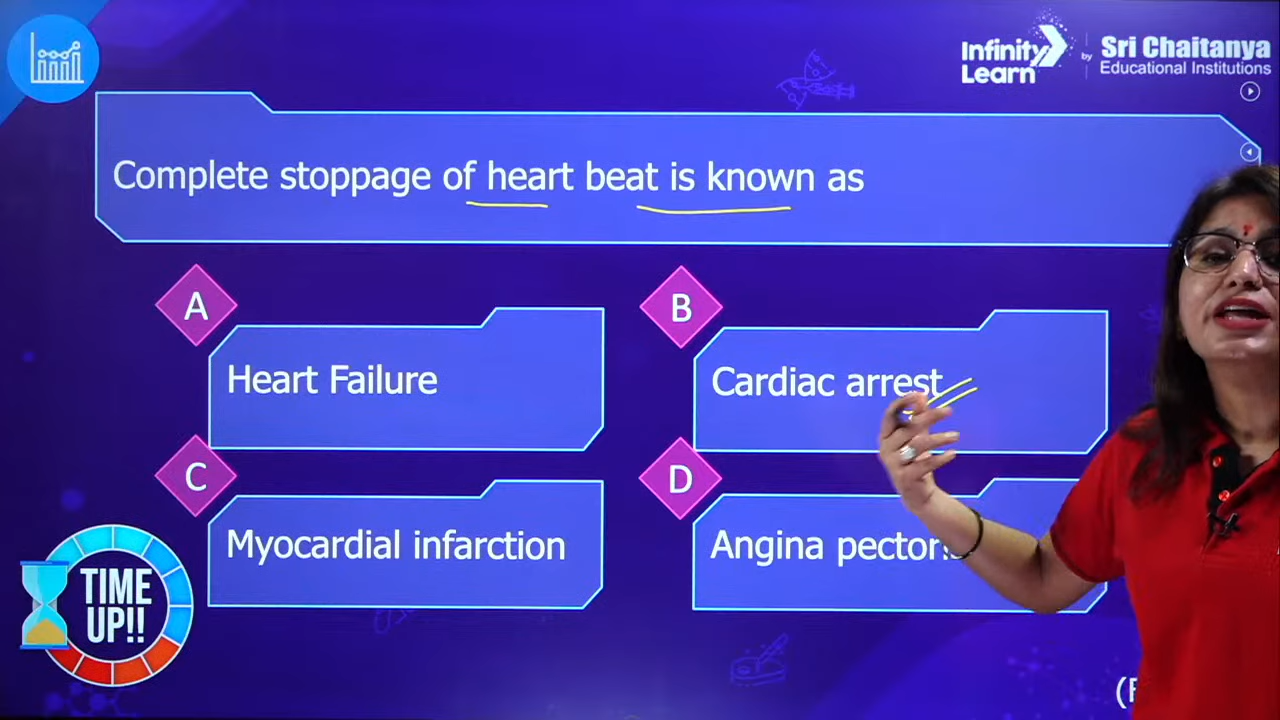 Infinity
Learn
by
Sri Chaitanya
Educational Institutions
Complete stoppage of heart beat is known as
A
Heart Failure
B
Cardiac arrest
C
Myocardial infarction
D
Angina
TIME
UP!!